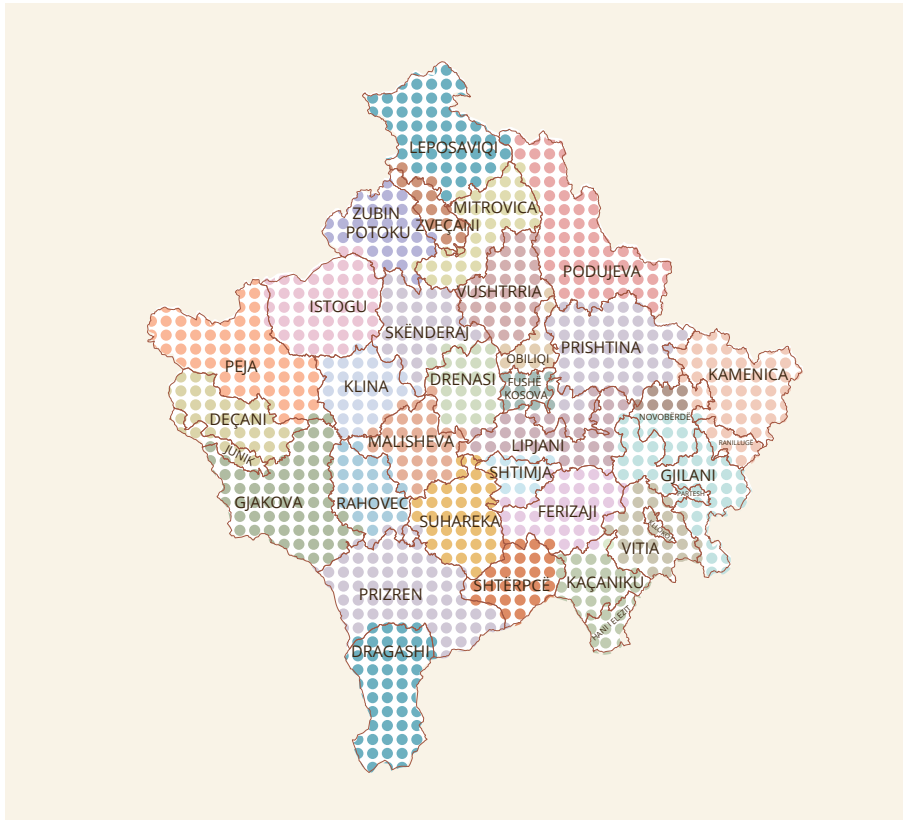 LEPOSAVIQI
MITROVICA
ZUBIN
POTOKU
ZVEÇANI
PODUJEVA
VUSHTRRIA
ISTOGU
SKËNDERAJ
PRISHTINA
OBILIQI
PEJA
KAMENICA
KLINA
DRENASI
FUSHË
KOSOVA
DEÇANI
NOVOBËRDË
MALISHEVA
LIPJANI
RANILLUGË
JUNIK
SHTIMJA
GJILANI
PARTESH
GJAKOVA
RAHOVEC
SUHAREKA
FERIZAJI
VITIA
SHTËRPCË
KAÇANIKU
PRIZREN
HANI I ELEZIT
DRAGASHI